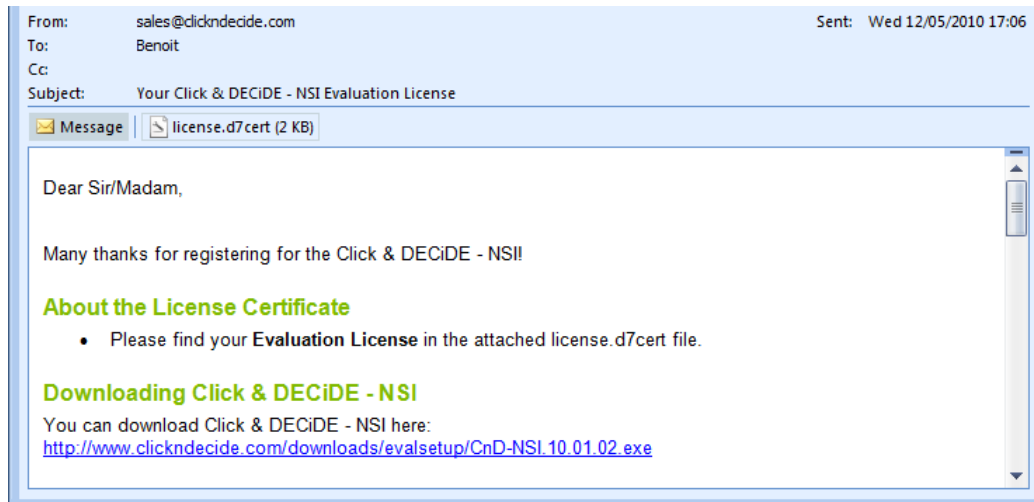 From: sales@clickndecide.com Sent: Wed 12/05/2010 17:06
To: Benoit
Cc:
Subject: Your Click & DECiDE - NSI Evaluation License
Message license.d7cert (2 KB)
Dear Sir/Madam,
Many thanks for registering for the Click & DECiDE - NSI!
About the License Certificate
• Please find your Evaluation License in the attached license.d7cert file.
Downloading Click & DECiDE - NSI
You can download Click & DECiDE - NSI here:
http://www.clickndecide.com/downloads/evalsetup/CnD-NSI.10.01.02.exe